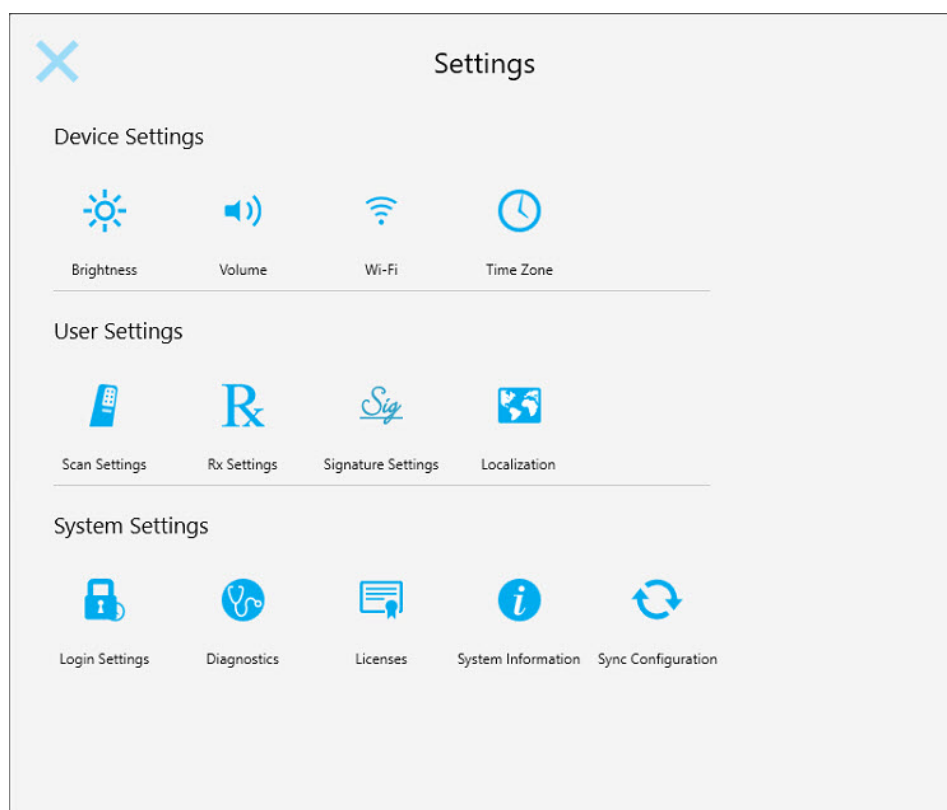 Settings
Device Settings
Brightness Volume Wi-Fi Time Zone
User Settings
Rx Sig
Scan Settings Rx Settings Signature Settings Localization
System Settings
i
Login Settings Diagnostics Licenses System Information Sync Configuration